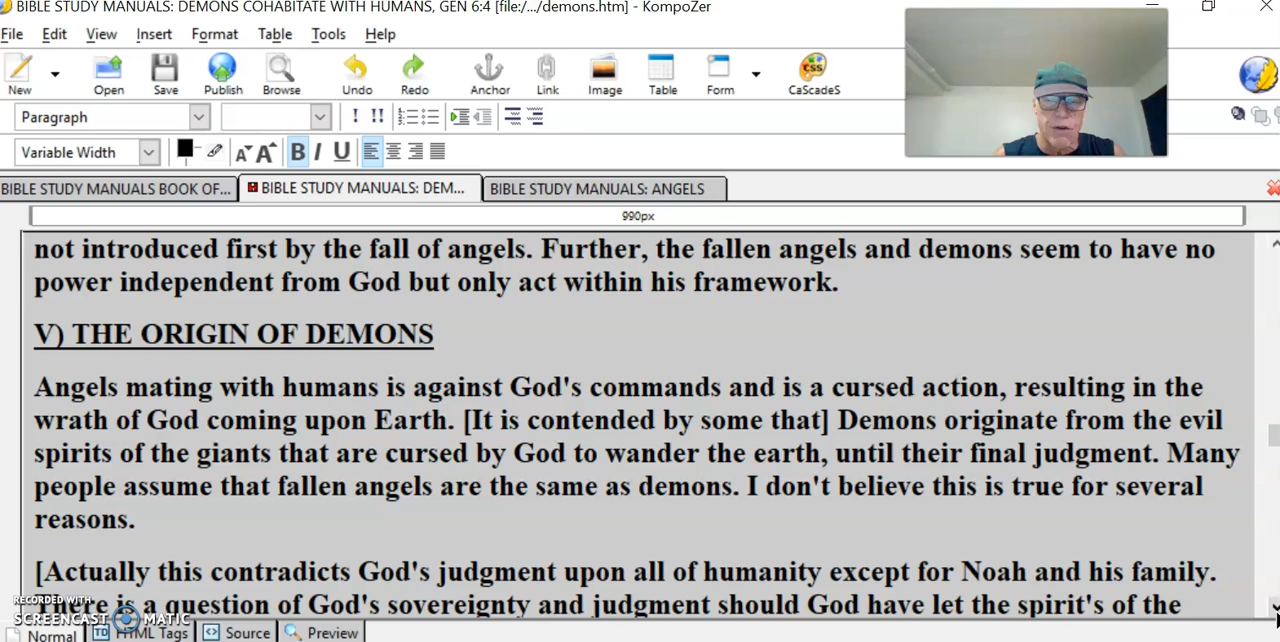 BIBLE STUDY MANUALS: DEMONS COHABITATE WITH HUMANS, GEN 6:4 [file:/.../demons.htm] - KompoZer
File Edit View Insert Format Table Tools Help
New Open Save Publish Browse Undo Redo Anchor Link Image Table Form CaScadeS
Paragraph
Variable Width
BIBLE STUDY MANUALS BOOK OF... BIBLE STUDY MANUALS: DEM... BIBLE STUDY MANUALS: ANGELS
990px
not introduced first by the fall of angels. Further, the fallen angels and demons seem to have no
power independent from God but only act within his framework.
V) THE ORIGIN OF DEMONS
Angels mating with humans is against God's commands and is a cursed action, resulting in the
wrath of God coming upon Earth. [It is contended by some that] Demons originate from the evil
spirits of the giants that are cursed by God to wander the earth, until their final judgment. Many
people assume that fallen angels are the same as demons. I don't believe this is true for several
reasons.
[Actually this contradicts God's judgment upon all of humanity except for Noah and his family.
There is a question of God's sovereignty and judgment should God have let the spirit's of the
RECORDED WITH
SCREENCAST MATIC
Normal HTML Tags Source Preview